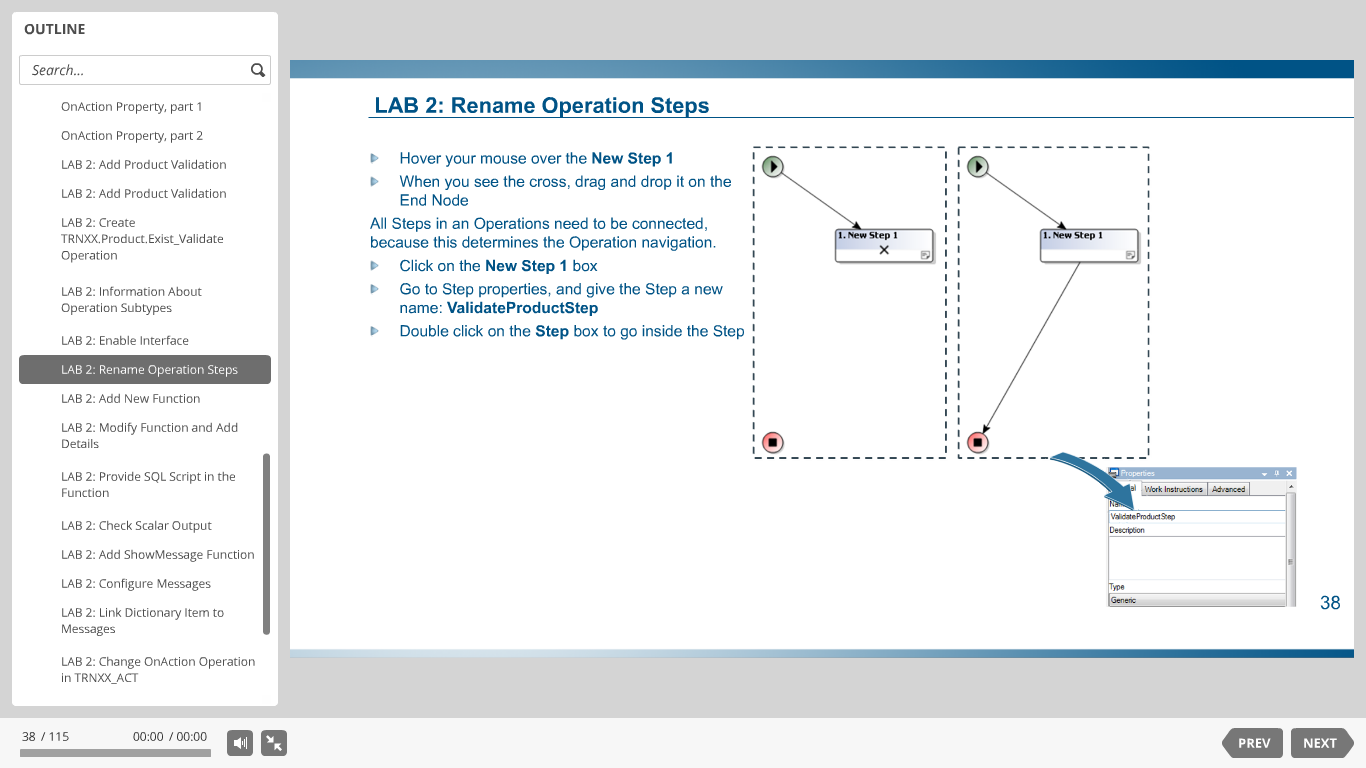 OUTLINE
Search...
OnAction Property, part 1
OnAction Property, part 2
LAB 2: Add Product Validation
LAB 2: Add Product Validation
LAB 2: Create
TRNXX.Product.Exist_Validate
Operation
LAB 2: Information About
Operation Subtypes
LAB 2: Enable Interface
LAB 2: Rename Operation Steps
LAB 2: Add New Function
LAB 2: Modify Function and Add
Details
LAB 2: Provide SQL Script in the
Function
LAB 2: Check Scalar Output
LAB 2: Add ShowMessage Function
LAB 2: Configure Messages
LAB 2: Link Dictionary Item to
Messages
LAB 2: Change OnAction Operation
in TRNXX_ACT
LAB 2: Rename Operation Steps
Hover your mouse over the New Step 1
When you see the cross, drag and drop it on the
End Node
All Steps in an Operations need to be connected,
because this determines the Operation navigation.
Click on the New Step 1 box
Go to Step properties, and give the Step a new
name: ValidateProductStep
Double click on the Step box to go inside the Step
1. New Step 1
1. New Step 1
Properties
Work Instructions
Advanced
ValidateProductStep
Description
Type
Generic
38
38 / 115
00:00 / 00:00
PREV
NEXT